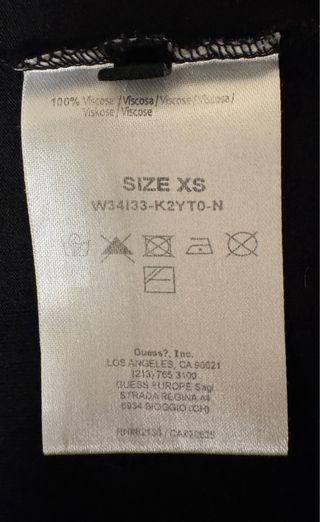 100% Viscosa/Viscosa/Viscose/Viscosa/
Viskose/Viscose
SIZE XS
W34I33-K2YT0-N
Guess?, Inc.
LOS ANGELES, CA 90021
(213) 765 3100
GUESS EUROPE Sagl
STRADA REGINA 44
6934 BIOGGIO (CH)